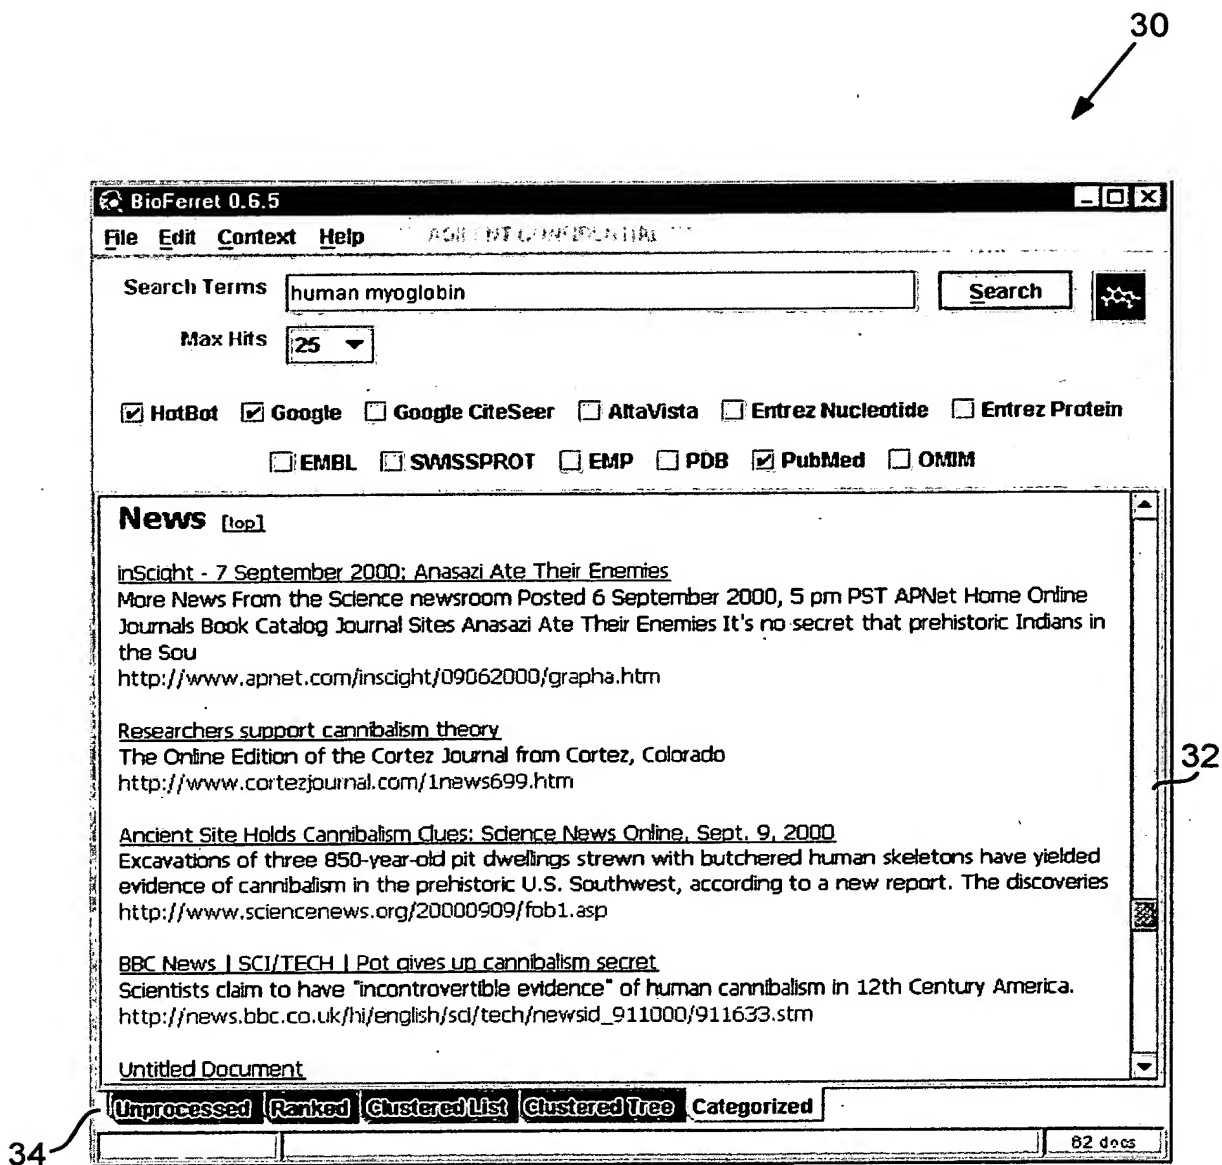 30
BioFerret 0.6.5
File Edit Context Help AGILENT CONFIDENTIAL
Search Terms human myoglobin Search
Max Hits 25
HotBot Google Google CiteSeer AltaVista Entrez Nucleotide Entrez Protein
EMBL SWISSPROT EMP PDB PubMed OMIM
News [top]
inScight - 7 September 2000: Anasazi Ate Their Enemies
More News From the Science newsroom Posted 6 September 2000, 5 pm PST APNet Home Online
Journals Book Catalog Journal Sites Anasazi Ate Their Enemies It's no secret that prehistoric Indians in
the Sou
http://www.apnet.com/inscight/09062000/grapha.htm
Researchers support cannibalism theory
The Online Edition of the Cortez Journal from Cortez, Colorado
http://www.cortezjournal.com/1news699.htm
32
Ancient Site Holds Cannibalism Clues: Science News Online, Sept. 9, 2000
Excavations of three 850-year-old pit dwellings strewn with butchered human skeletons have yielded
evidence of cannibalism in the prehistoric U.S. Southwest, according to a new report. The discoveries
http://www.sciencenews.org/20000909/fob1.asp
BBC News | SCI/TECH | Pot gives up cannibalism secret
Scientists claim to have "incontrovertible evidence" of human cannibalism in 12th Century America.
http://news.bbc.co.uk/hi/english/sci/tech/newsid_911000/911633.stm
Untitled Document
Unprocessed Ranked Clustered List Clustered Tree Categorized
34
82 docs